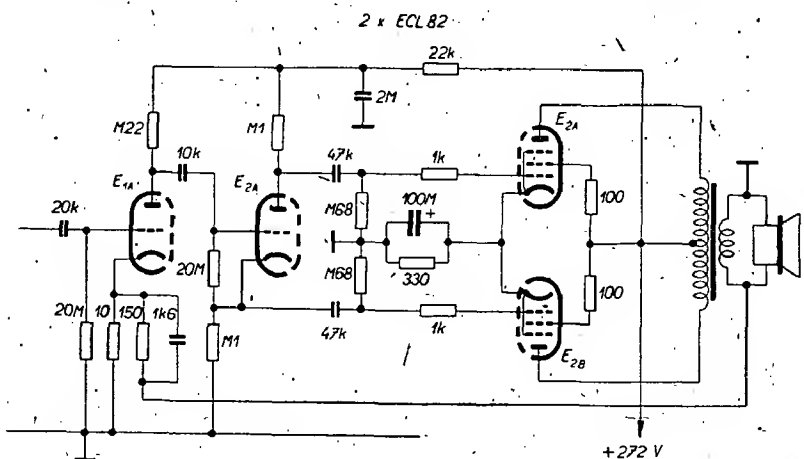 2 x ECL82
22k
2M
M22
M1
10k
47k
1k
E2A
E1A
E2A
M68
100M
+
100
20k
20M
M68
330
100
20M
10
150
1k6
M1
47k
1k
E2B
+272 V